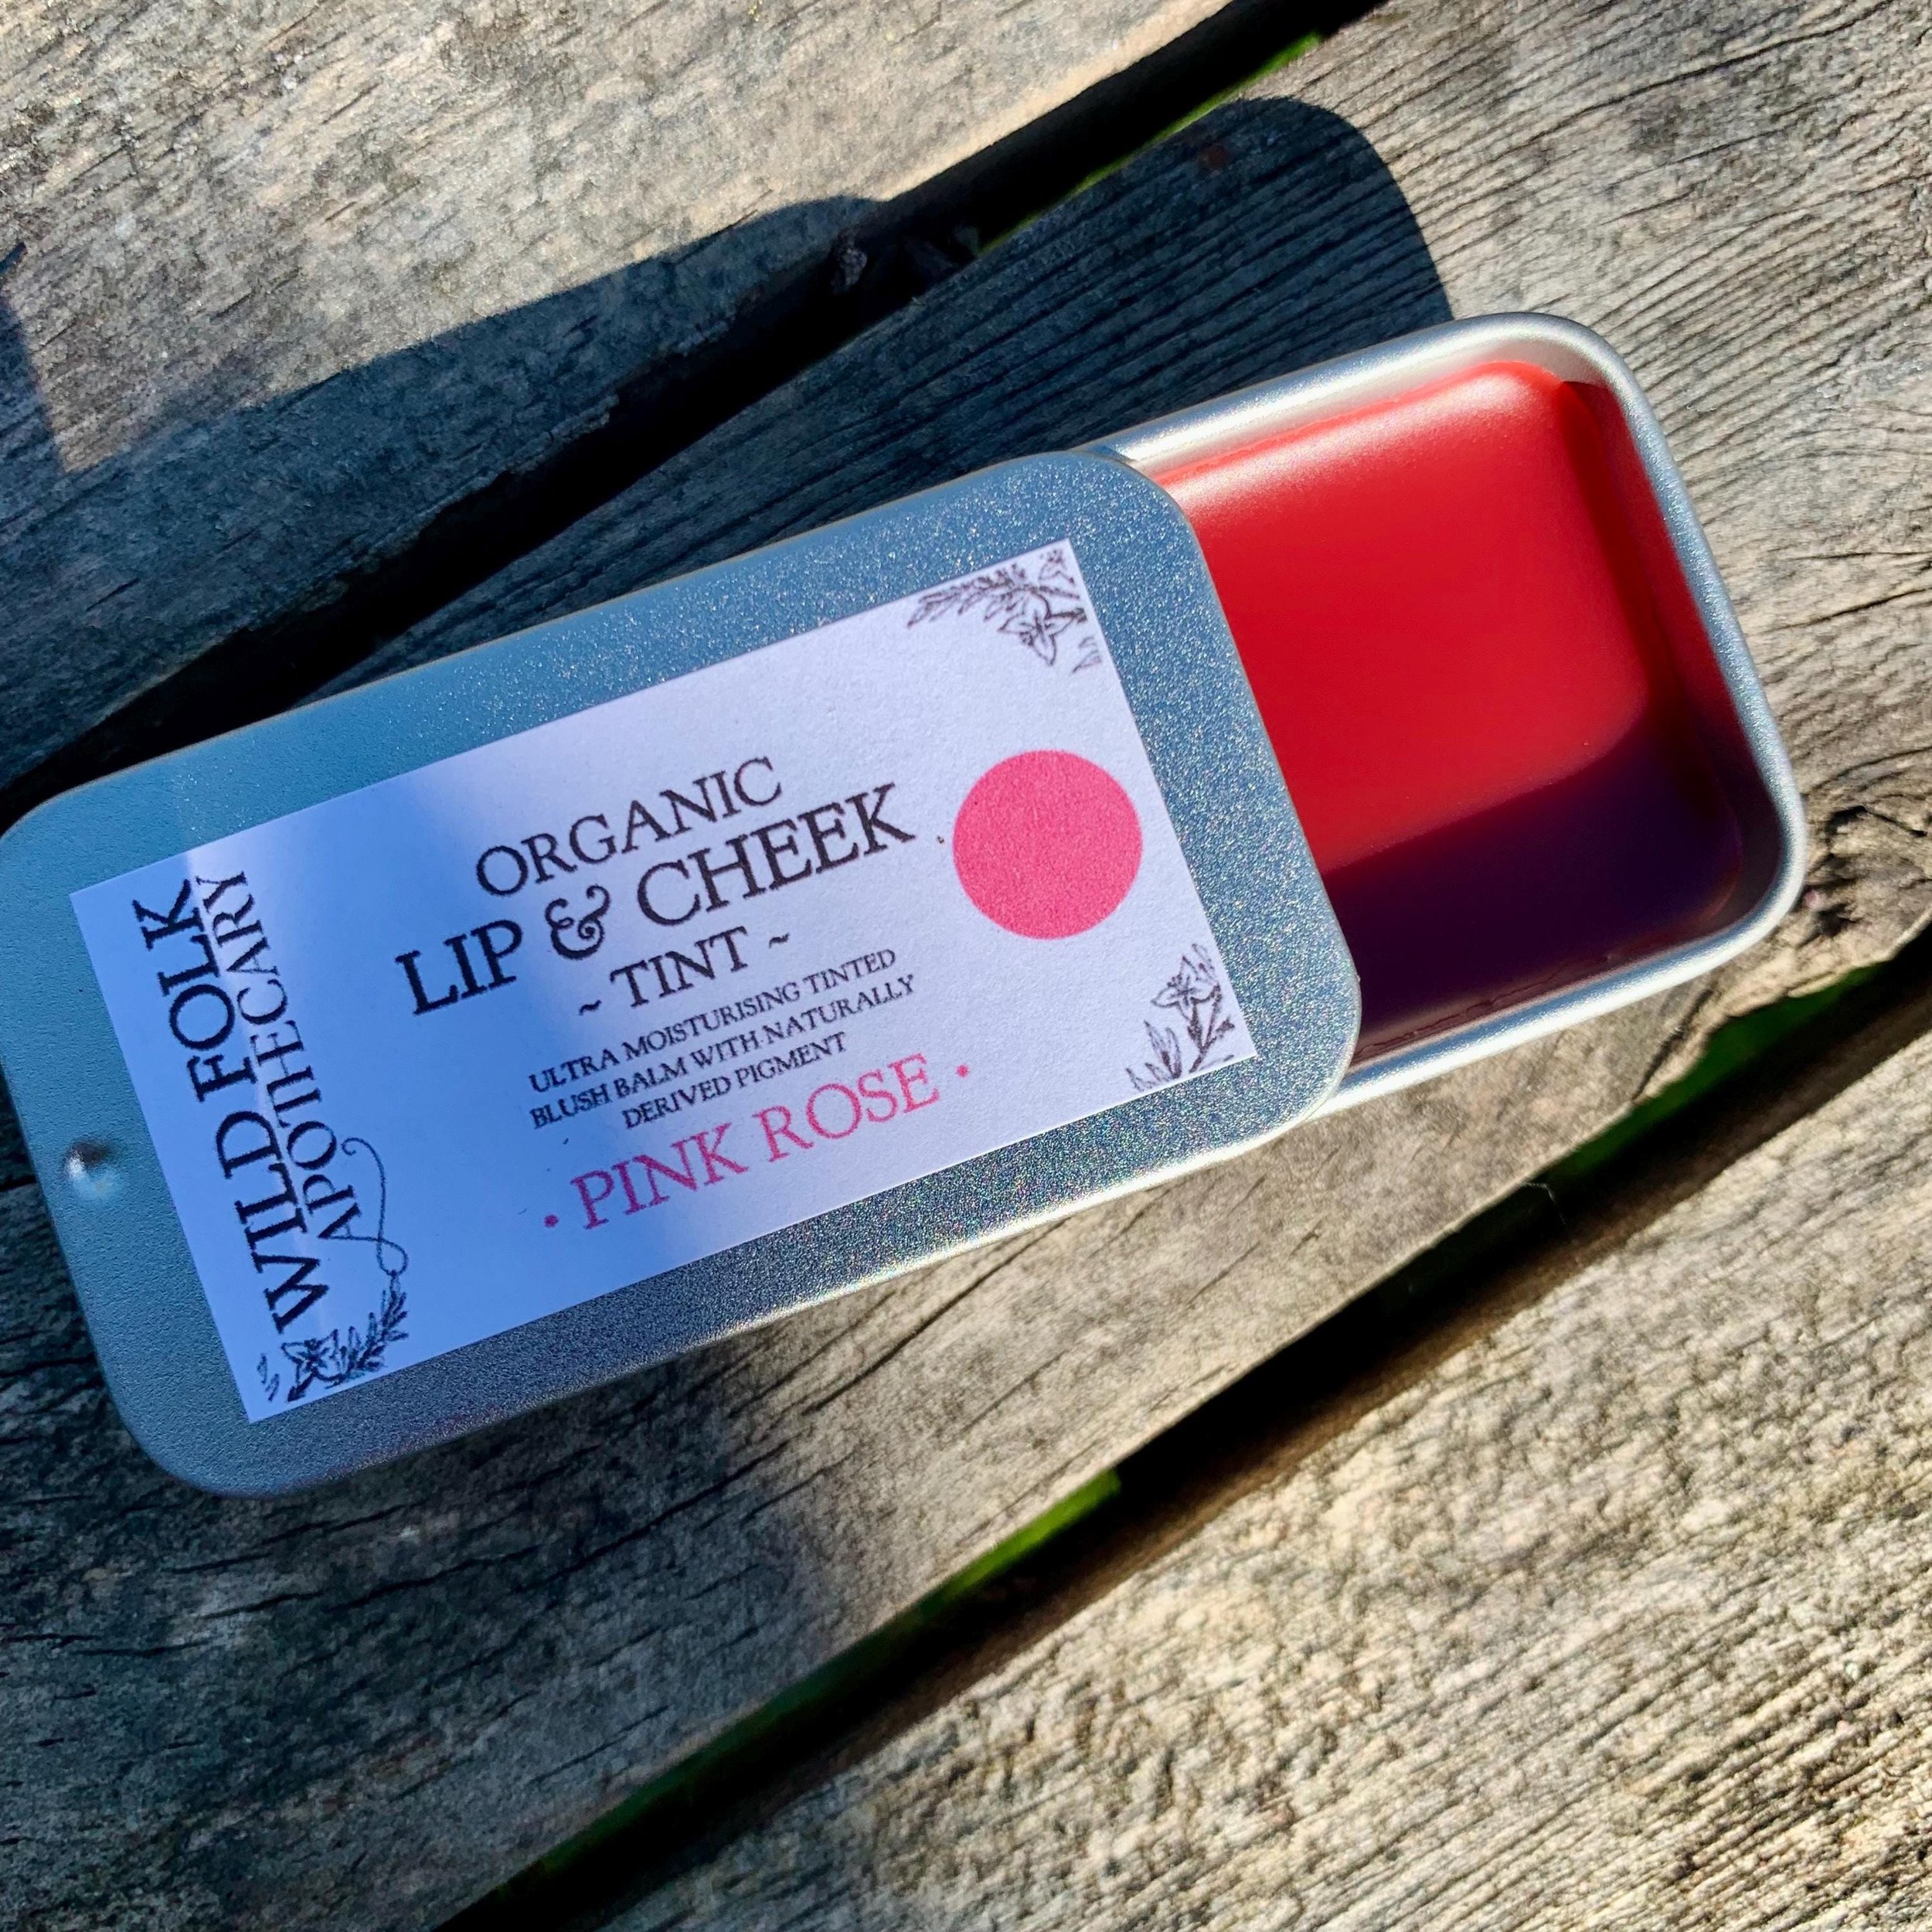 WILD FOLK
APOTHECARY
ORGANIC
LIP & CHEEK
~ TINT ~
ULTRA MOISTURISING TINTED
BLUSH BALM WITH NATURALLY
DERIVED PIGMENT
· PINK ROSE ·